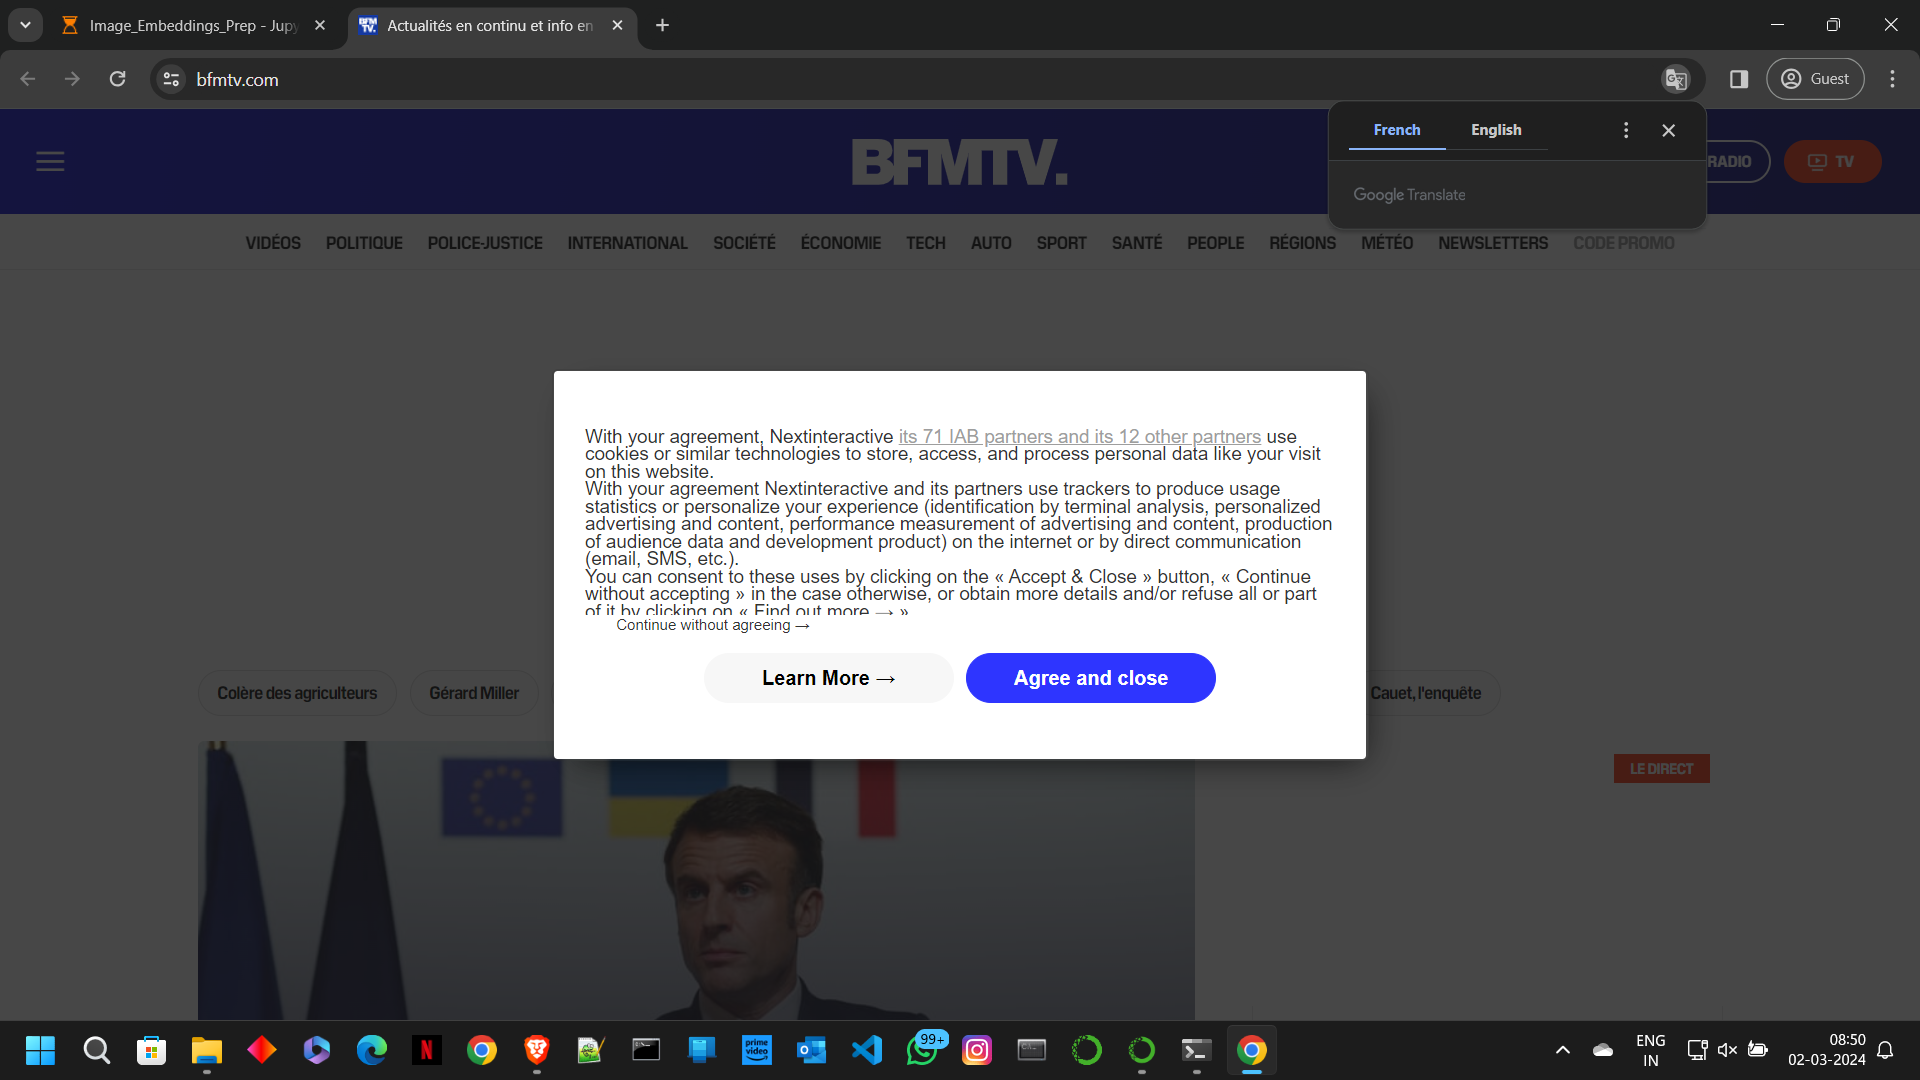 Image_Embeddings_Prep - Jupy
Actualités en continu et info en
bfmtv.com
Guest
French English
Google Translate
BFMTV.
RADIO
TV
VIDÉOS POLITIQUE POLICE-JUSTICE INTERNATIONAL SOCIÉTÉ ÉCONOMIE TECH AUTO SPORT SANTÉ PEOPLE RÉGIONS MÉTÉO NEWSLETTERS CODE PROMO
With your agreement, Nextinteractive its 71 IAB partners and its 12 other partners use
cookies or similar technologies to store, access, and process personal data like your visit
on this website.
With your agreement Nextinteractive and its partners use trackers to produce usage
statistics or personalize your experience (identification by terminal analysis, personalized
advertising and content, performance measurement of advertising and content, production
of audience data and development product) on the internet or by direct communication
(email, SMS, etc.).
You can consent to these uses by clicking on the « Accept & Close » button, « Continue
without accepting » in the case otherwise, or obtain more details and/or refuse all or part
of it by clicking on « Find out more → »
Continue without agreeing →
Learn More →
Agree and close
Colère des agriculteurs
Gérard Miller
Cauet, l'enquête
LE DIRECT
prime video
99+
ENG
IN
08:50
02-03-2024